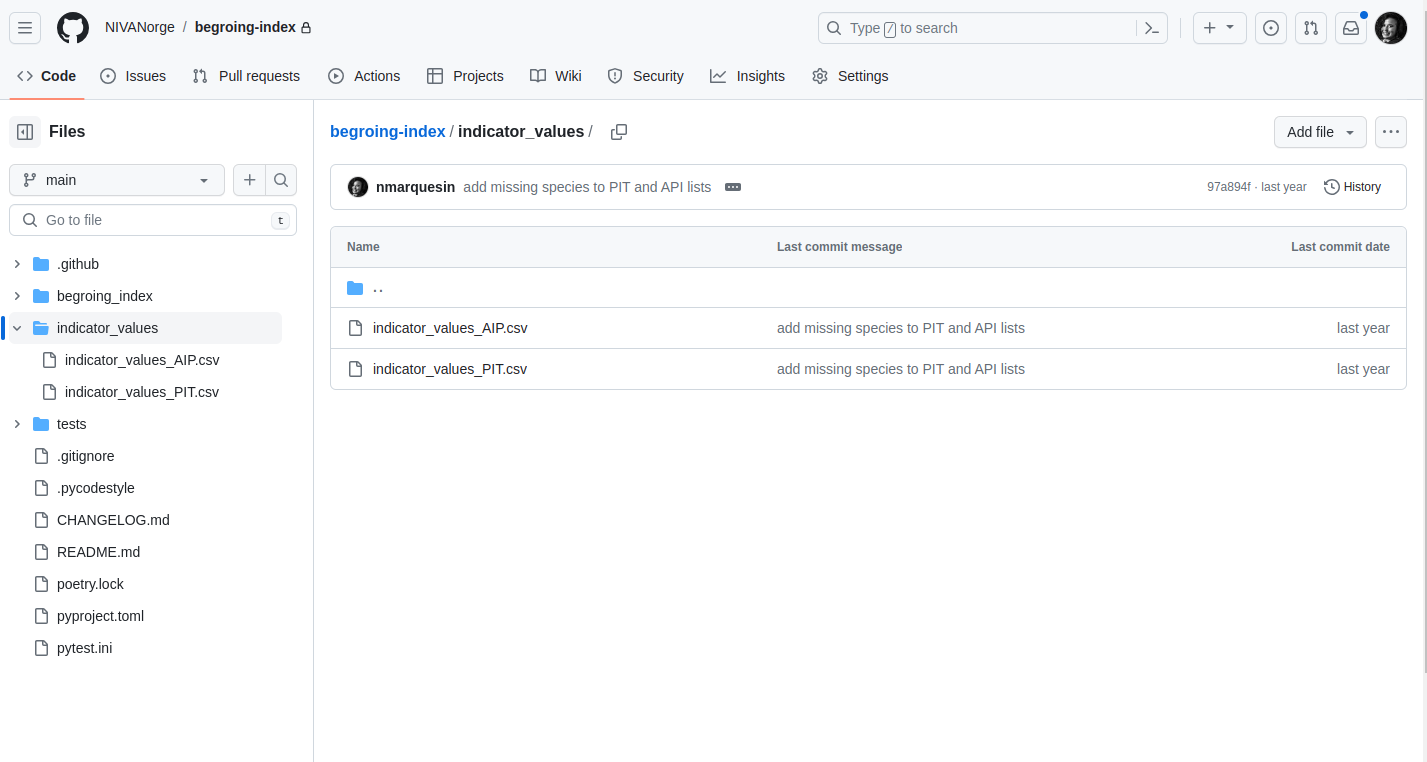 NIVANorge / begroing-index
Type / to search
Code Issues Pull requests Actions Projects Wiki Security Insights Settings
Files
main
Go to file t
.github
begroing_index
indicator_values
indicator_values_AIP.csv
indicator_values_PIT.csv
tests
.gitignore
.pycodestyle
CHANGELOG.md
README.md
poetry.lock
pyproject.toml
pytest.ini
begroing-index / indicator_values /
Add file
nmarquesin add missing species to PIT and API lists
97a894f · last year History
Name Last commit message Last commit date
..
indicator_values_AIP.csv add missing species to PIT and API lists last year
indicator_values_PIT.csv add missing species to PIT and API lists last year